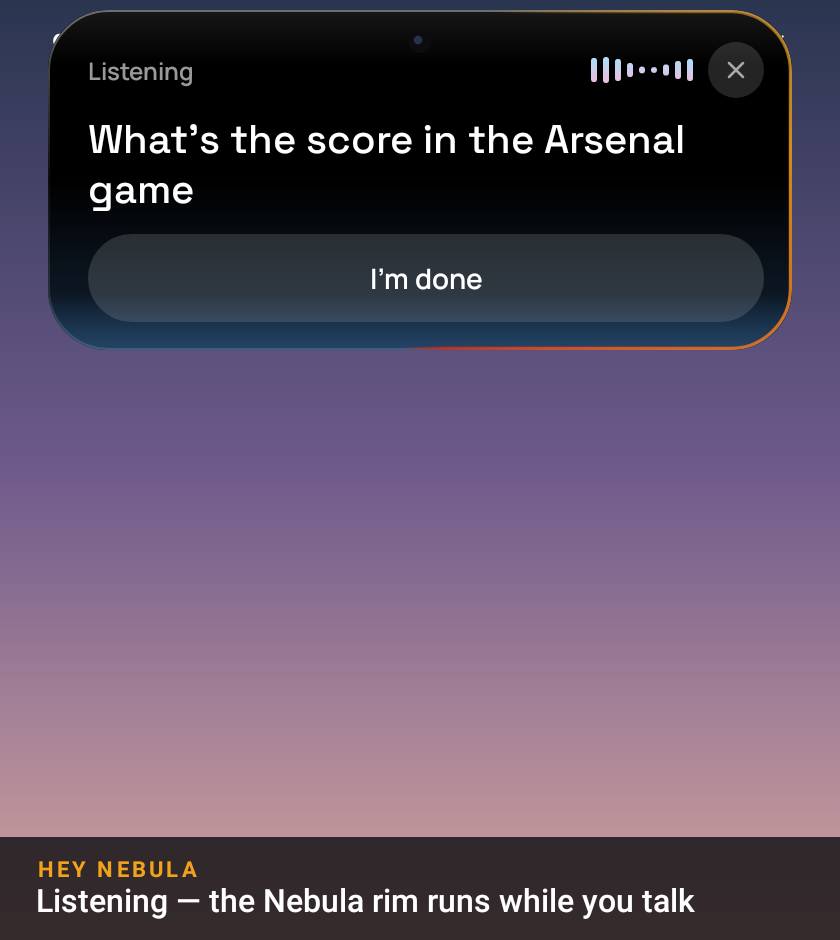 Listening
What's the score in the Arsenal
game
I'm done
HEY NEBULA
Listening — the Nebula rim runs while you talk